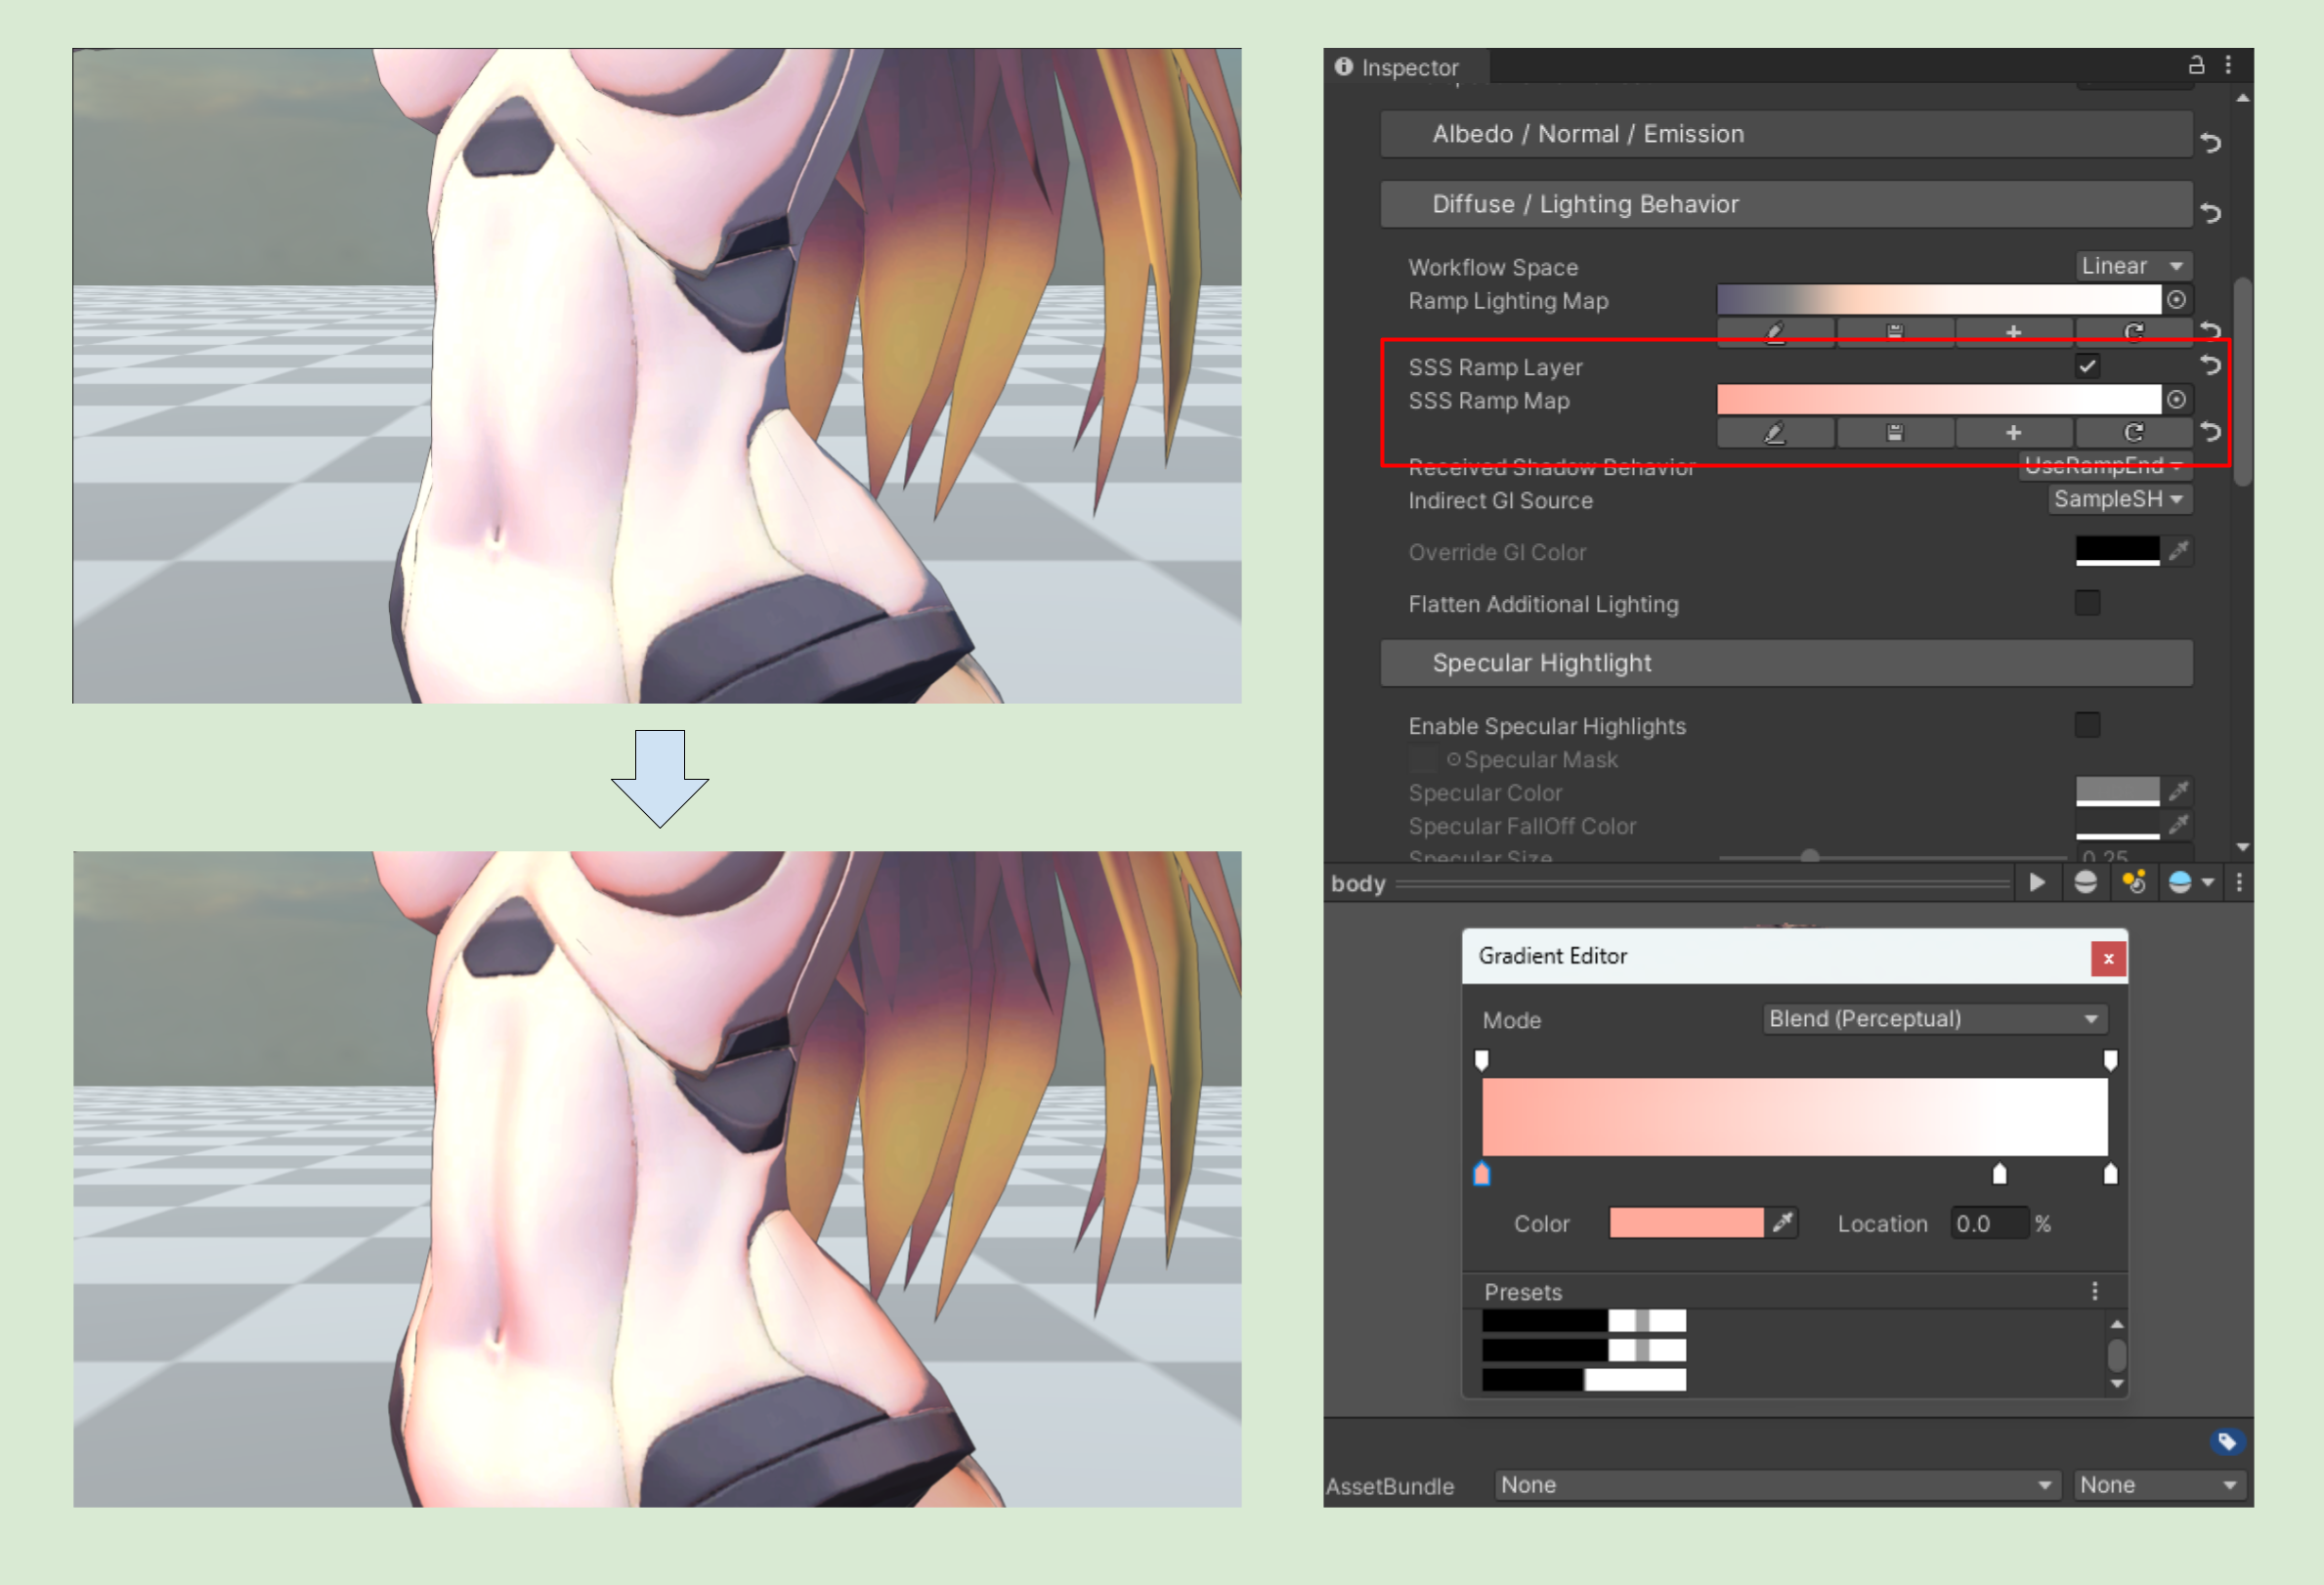 Inspector
Albedo / Normal / Emission
Diffuse / Lighting Behavior
Workflow Space Linear
Ramp Lighting Map
SSS Ramp Layer
SSS Ramp Map
Received Shadow Behavior UseRampEnd
Indirect GI Source SampleSH
Override GI Color
Flatten Additional Lighting
Specular Hightlight
Enable Specular Highlights
Specular Mask
Specular Color
Specular FallOff Color
Specular Size 0.25
body
Gradient Editor
x
Mode Blend (Perceptual)
Color Location 0.0 %
Presets
AssetBundle None None